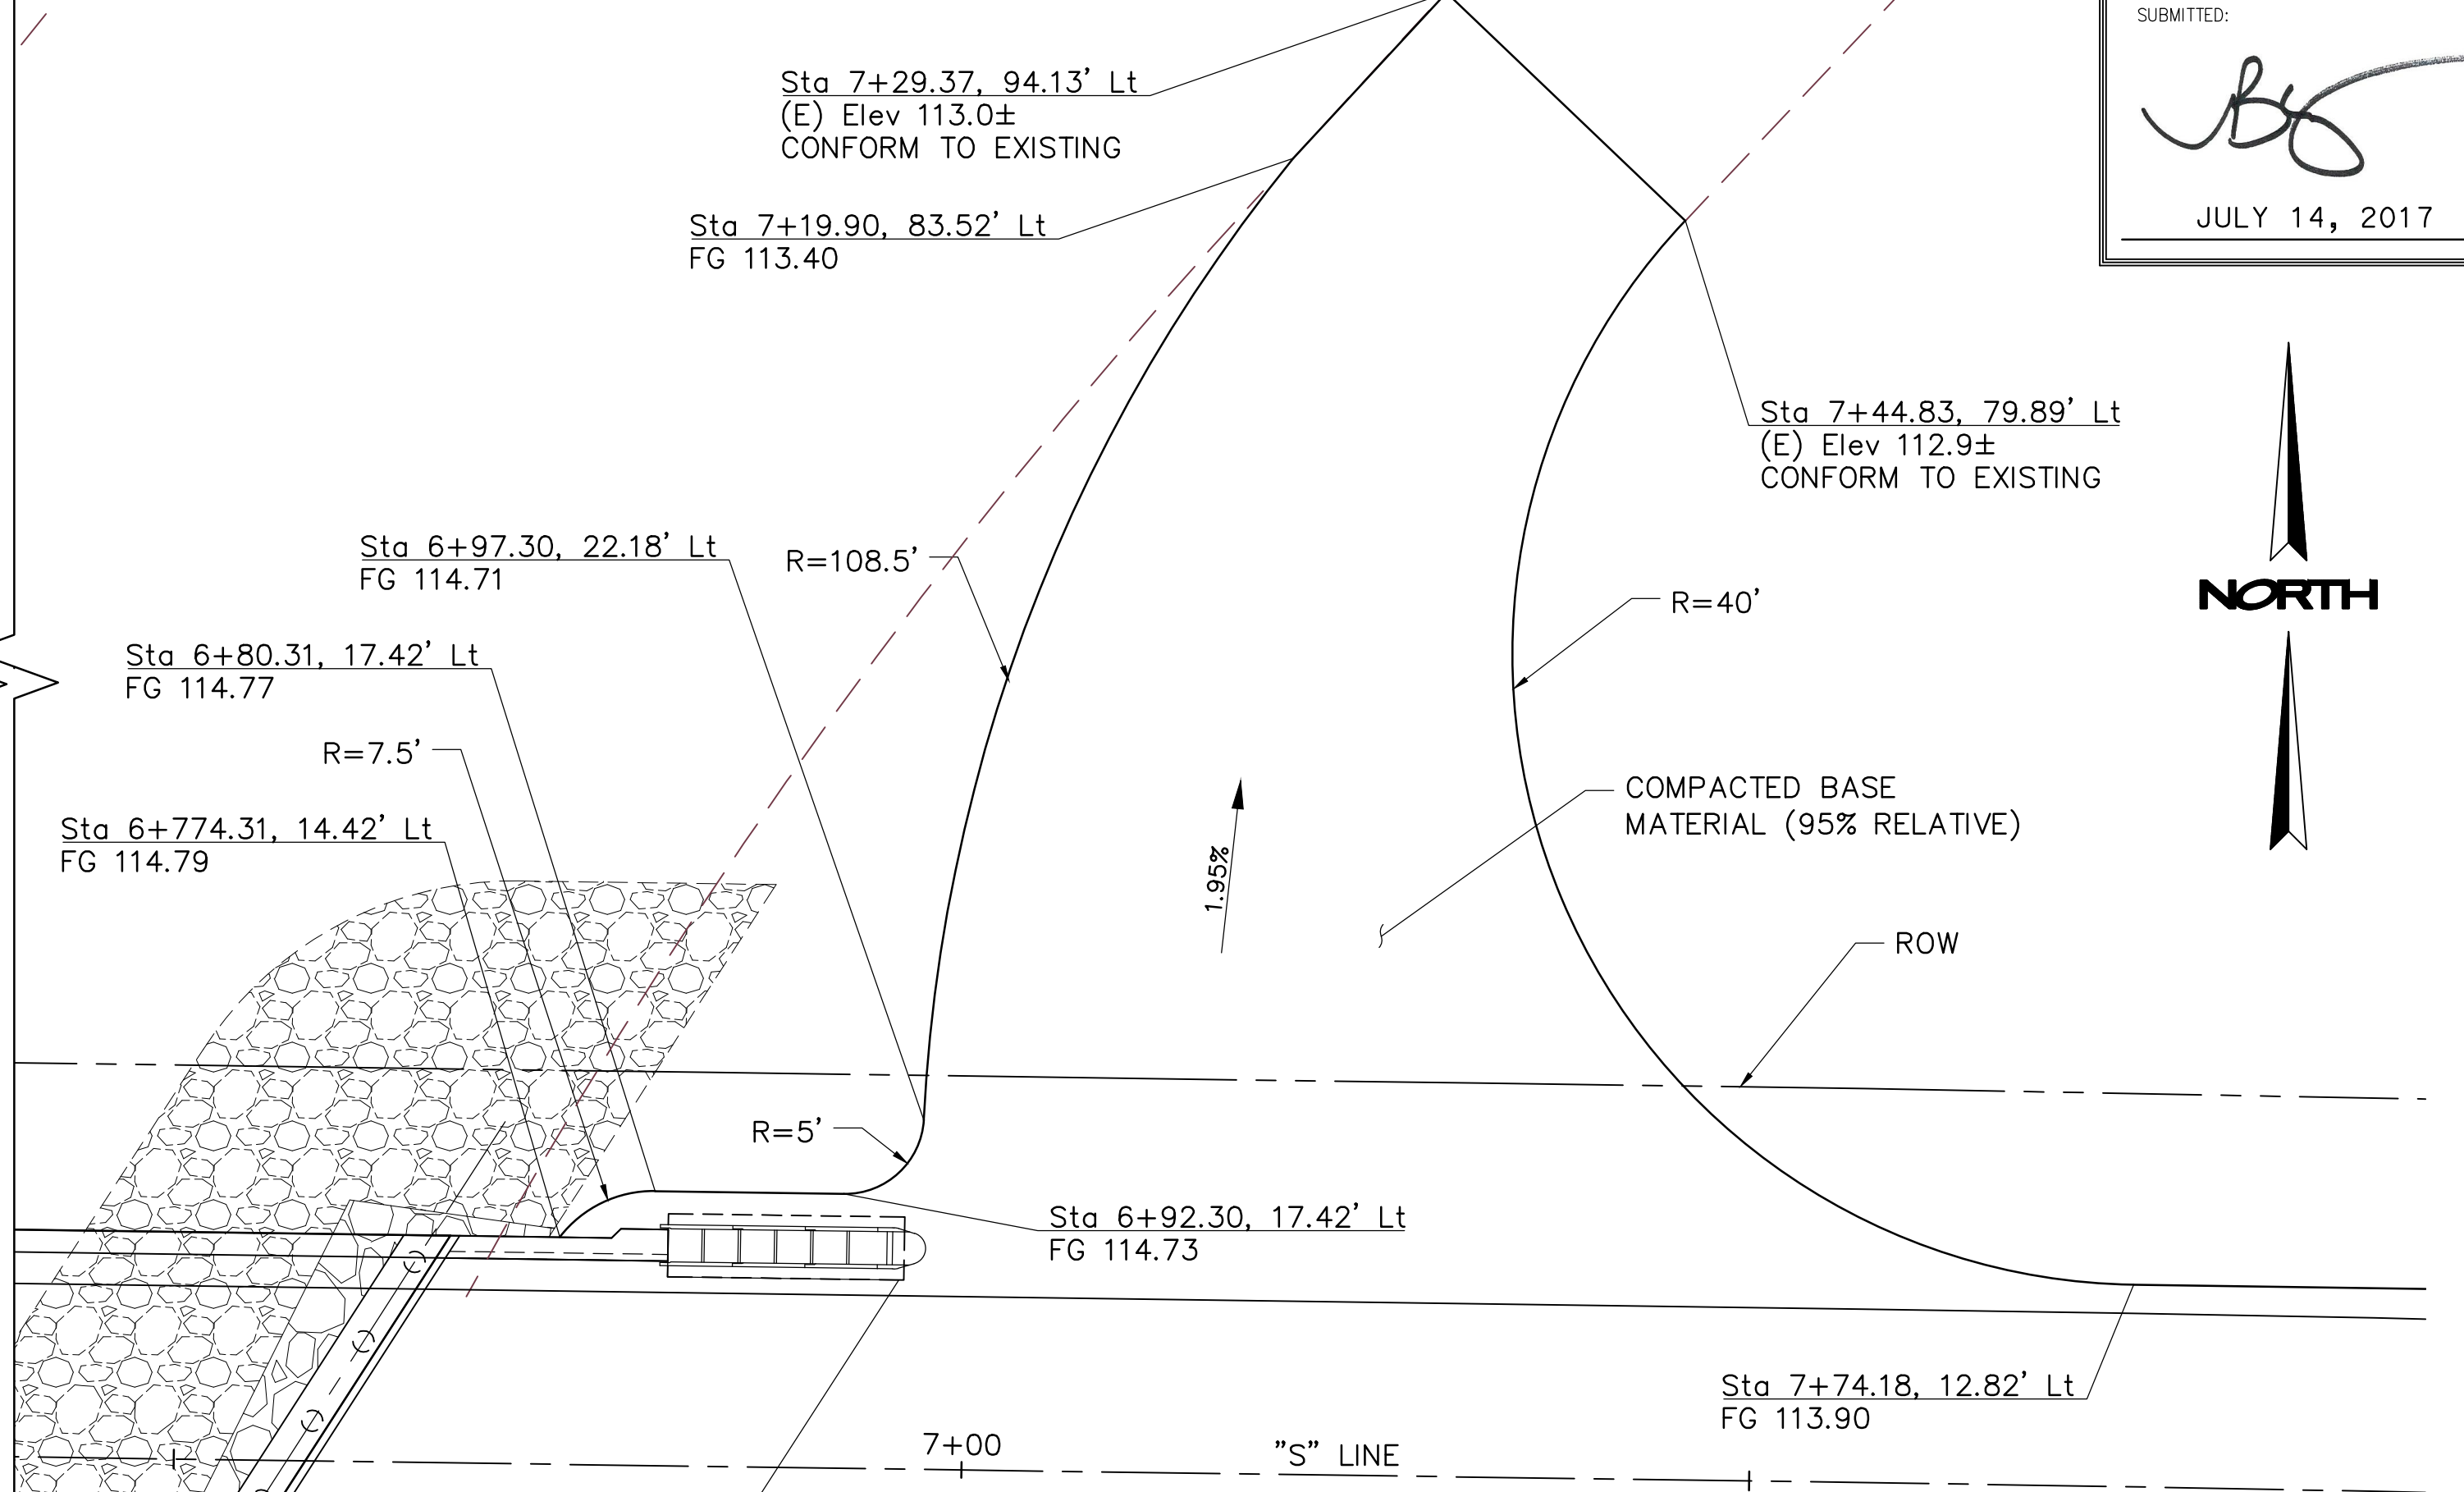 SUBMITTED:
JULY 14, 2017
Sta 7+29.37, 94.13' Lt
(E) Elev 113.0±
CONFORM TO EXISTING
Sta 7+19.90, 83.52' Lt
FG 113.40
Sta 7+44.83, 79.89' Lt
(E) Elev 112.9±
CONFORM TO EXISTING
Sta 6+97.30, 22.18' Lt
FG 114.71
R=108.5'
R=40'
NORTH
Sta 6+80.31, 17.42' Lt
FG 114.77
R=7.5'
COMPACTED BASE
MATERIAL (95% RELATIVE)
Sta 6+774.31, 14.42' Lt
FG 114.79
1.95%
ROW
R=5'
Sta 6+92.30, 17.42' Lt
FG 114.73
Sta 7+74.18, 12.82' Lt
FG 113.90
7+00
"S" LINE